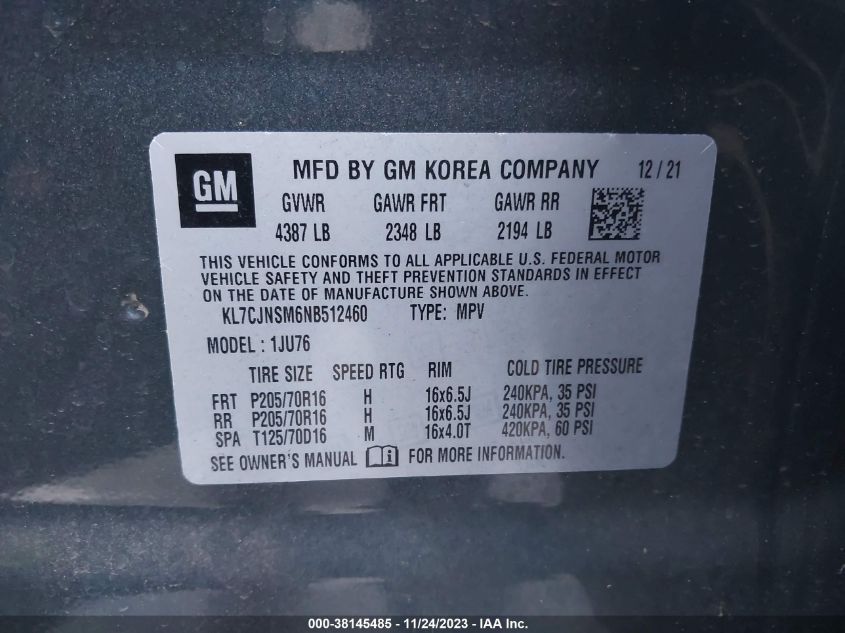 GM
MFD BY GM KOREA COMPANY 12/21
GVWR GAWR FRT GAWR RR
4387 LB 2348 LB 2194 LB
THIS VEHICLE CONFORMS TO ALL APPLICABLE U.S. FEDERAL MOTOR
VEHICLE SAFETY AND THEFT PREVENTION STANDARDS IN EFFECT
ON THE DATE OF MANUFACTURE SHOWN ABOVE.
KL7CJNSM6NB512460 TYPE: MPV
MODEL : 1JU76
TIRE SIZE SPEED RTG RIM COLD TIRE PRESSURE
FRT P205/70R16 H 16x6.5J 240KPA, 35 PSI
RR P205/70R16 H 16x6.5J 240KPA, 35 PSI
SPA T125/70D16 M 16x4.0T 420KPA, 60 PSI
SEE OWNER'S MANUAL FOR MORE INFORMATION.
000-38145485 - 11/24/2023 - IAA Inc.